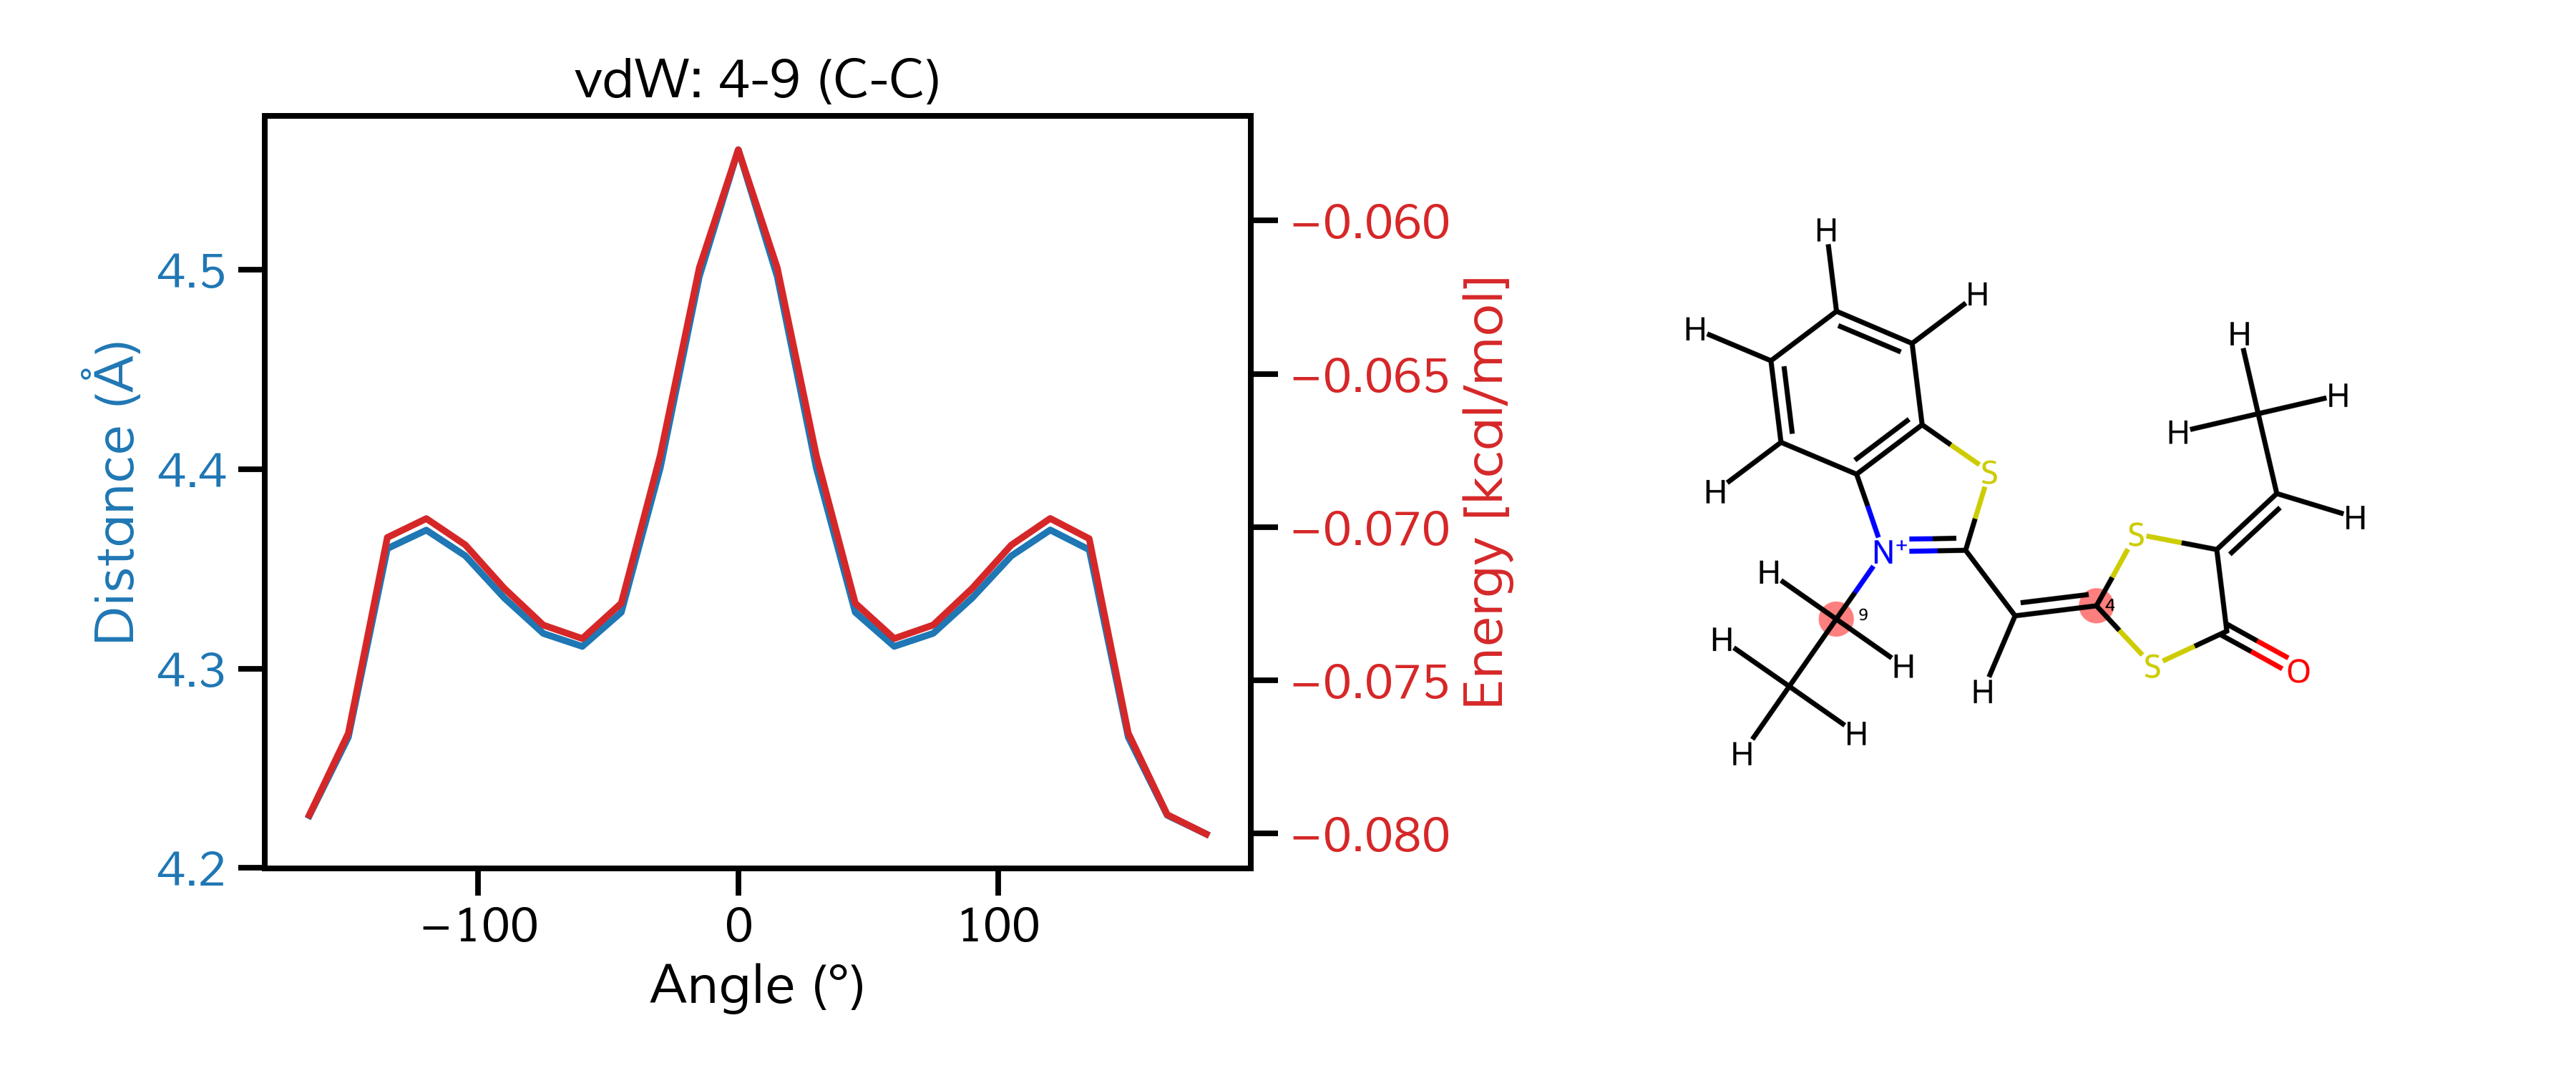 vdW: 4-9 (C-C)
Distance (Å)
4.5
4.4
4.3
4.2
−100
0
100
Angle (°)
−0.060
−0.065
−0.070
−0.075
−0.080
Energy [kcal/mol]
H
H
H
H
H
H
H
S
H
S
N+
H
4
9
H
H
S
O
H
H
H
H